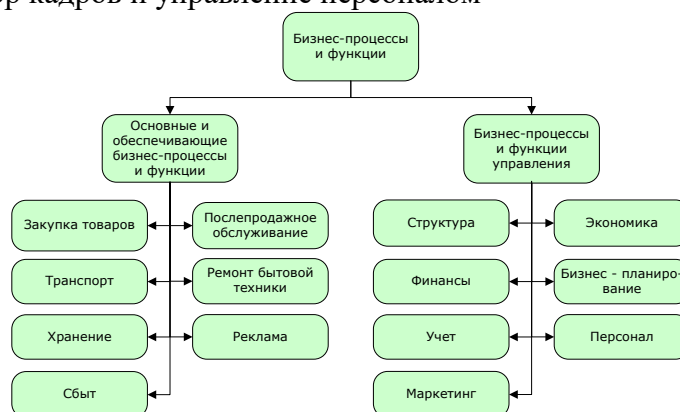 ор кадров и управление персоналом
Бизнес-процессы
и функции
Основные и
обеспечивающие
бизнес-процессы
и функции
Бизнес-процессы
и функции
управления
Закупка товаров
Послепродажное
обслуживание
Структура
Экономика
Транспорт
Ремонт бытовой
техники
Финансы
Бизнес - планиро-
вание
Хранение
Реклама
Учет
Персонал
Сбыт
Маркетинг